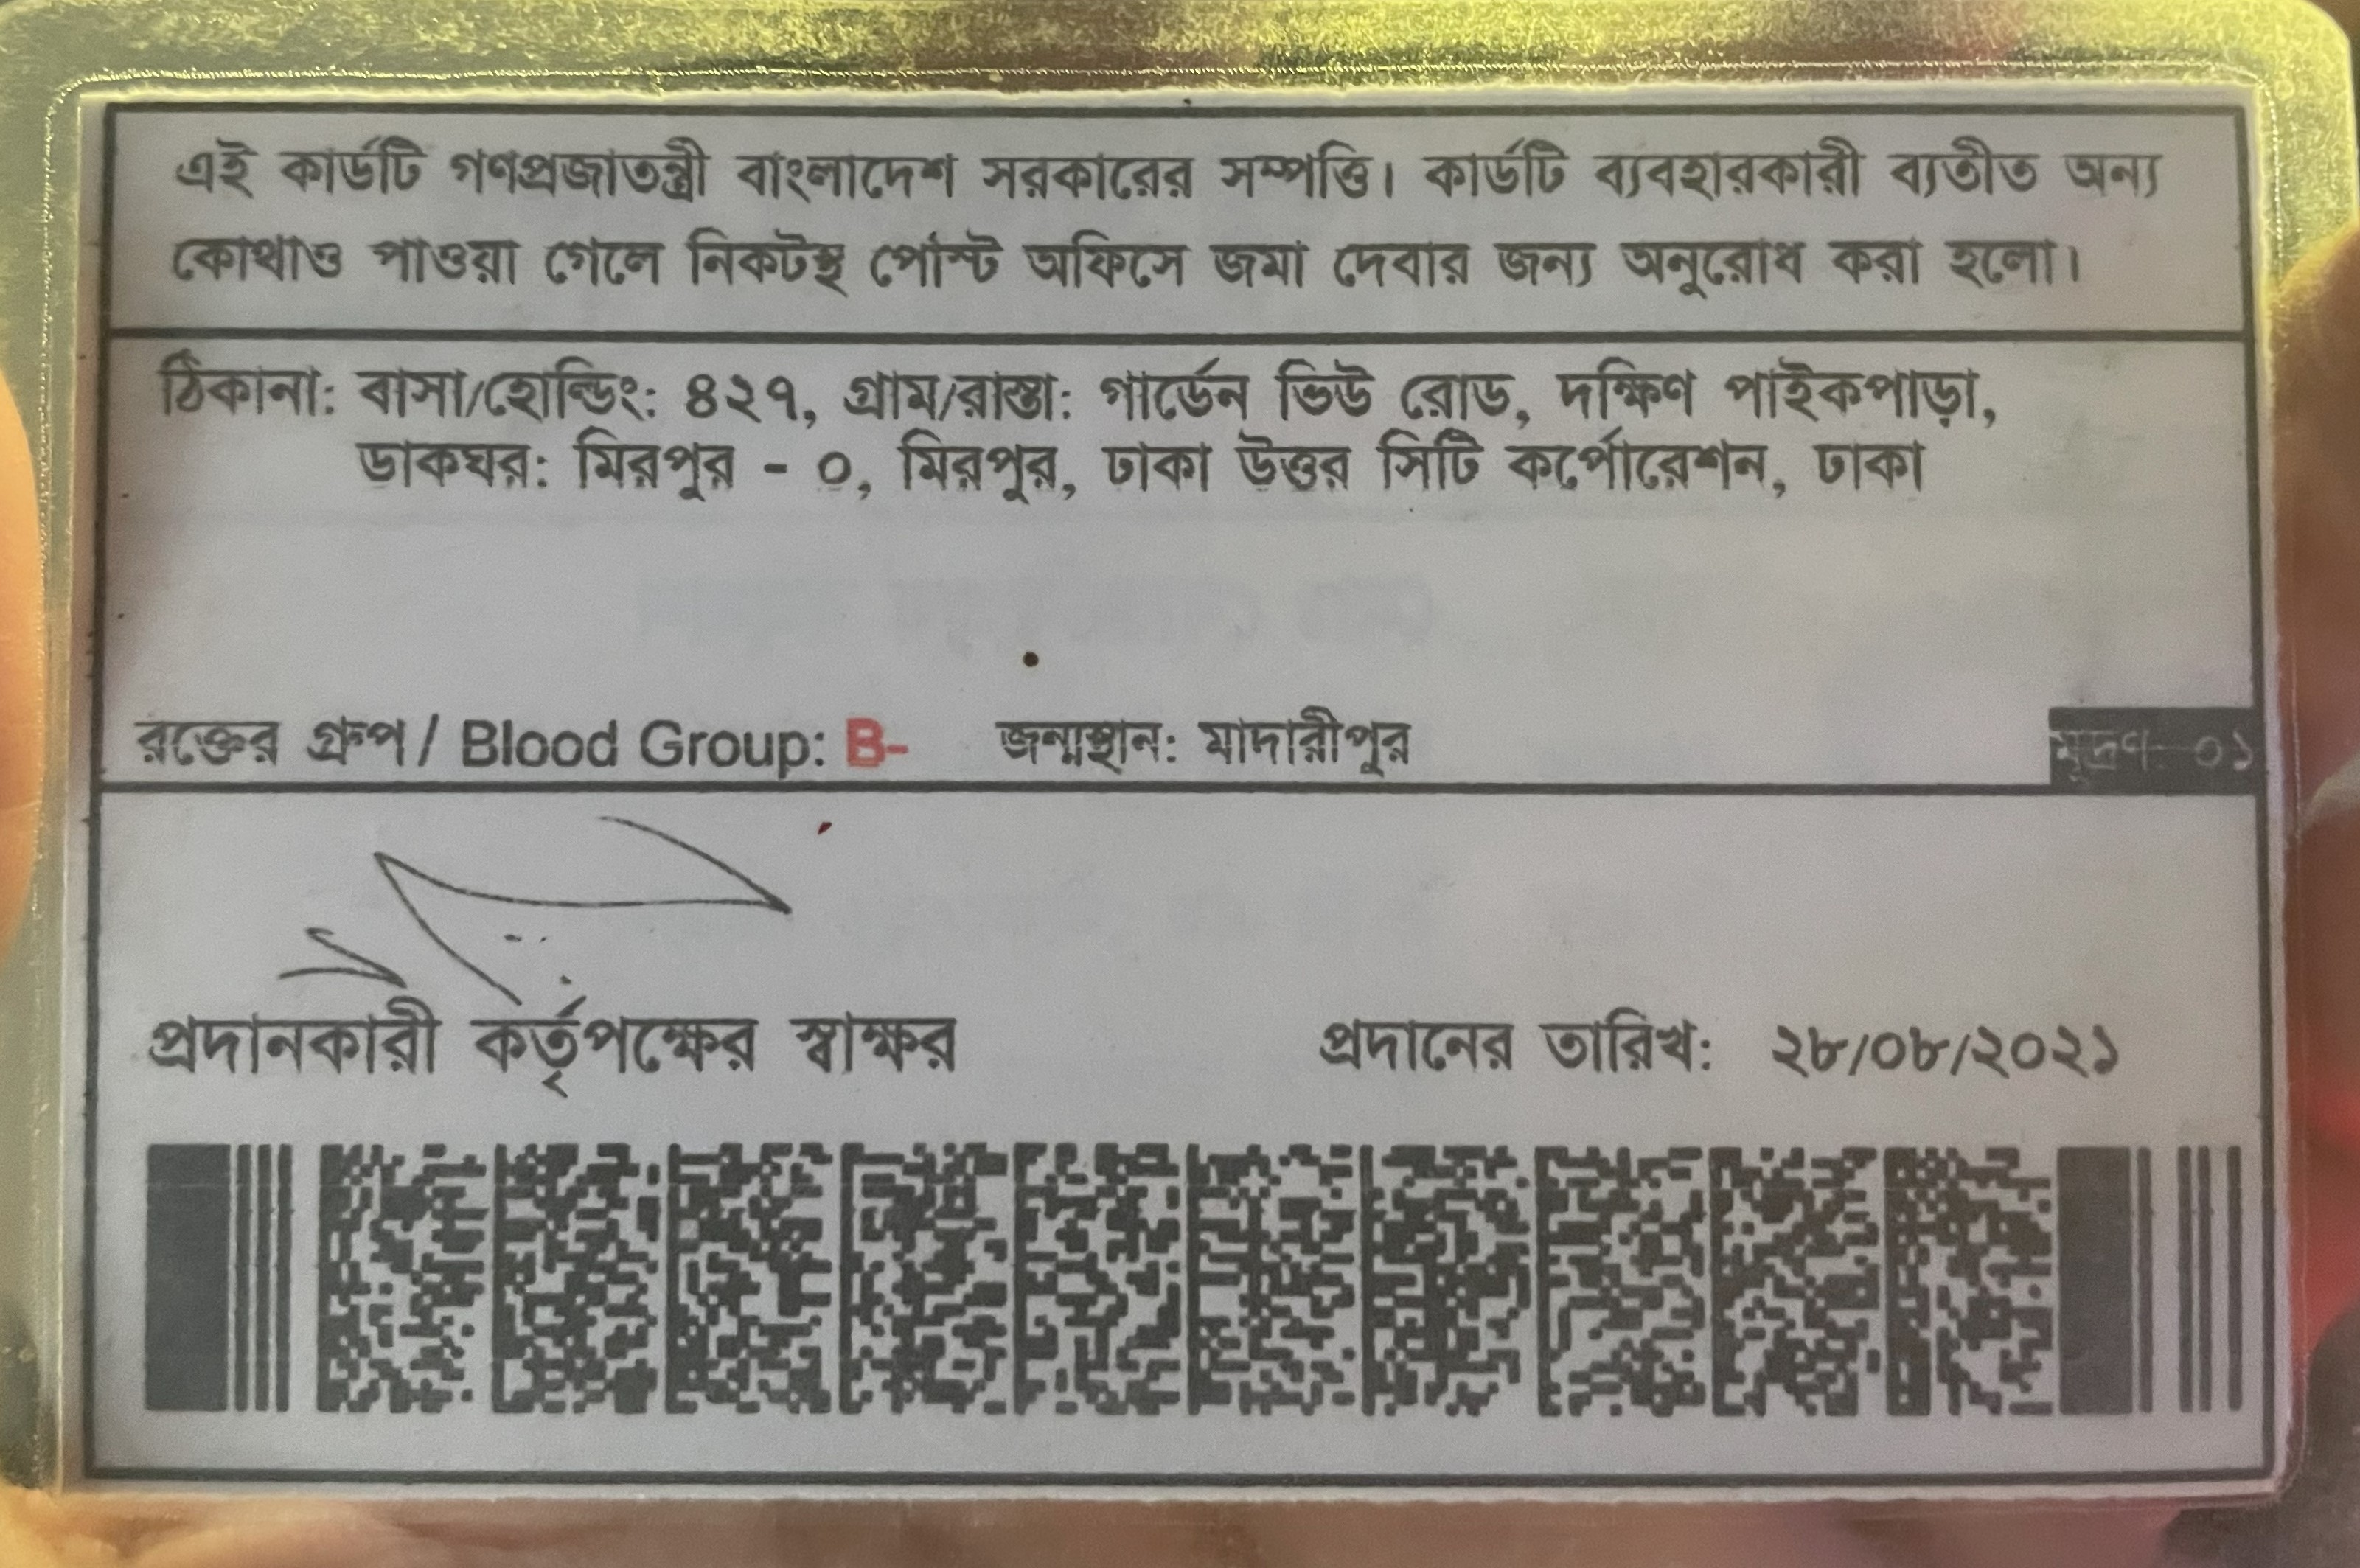 এই কার্ডটি গণপ্রজাতন্ত্রী বাংলাদেশ সরকারের সম্পত্তি। কার্ডটি ব্যবহারকারী ব্যতীত অন্য
কোথাও পাওয়া গেলে নিকটস্থ পোস্ট অফিসে জমা দেবার জন্য অনুরোধ করা হলো।
ঠিকানা: বাসা/হোল্ডিং: ৪২৭, গ্রাম/রাস্তা: গার্ডেন ভিউ রোড, দক্ষিণ পাইকপাড়া,
ডাকঘর: মিরপুর - ০, মিরপুর, ঢাকা উত্তর সিটি কর্পোরেশন, ঢাকা
রক্তের গ্রুপ / Blood Group: B- জন্মস্থান: মাদারীপুর
মূদ্রণ: ০১
প্রদানকারী কর্তৃপক্ষের স্বাক্ষর প্রদানের তারিখ: ২৮/০৮/২০২১